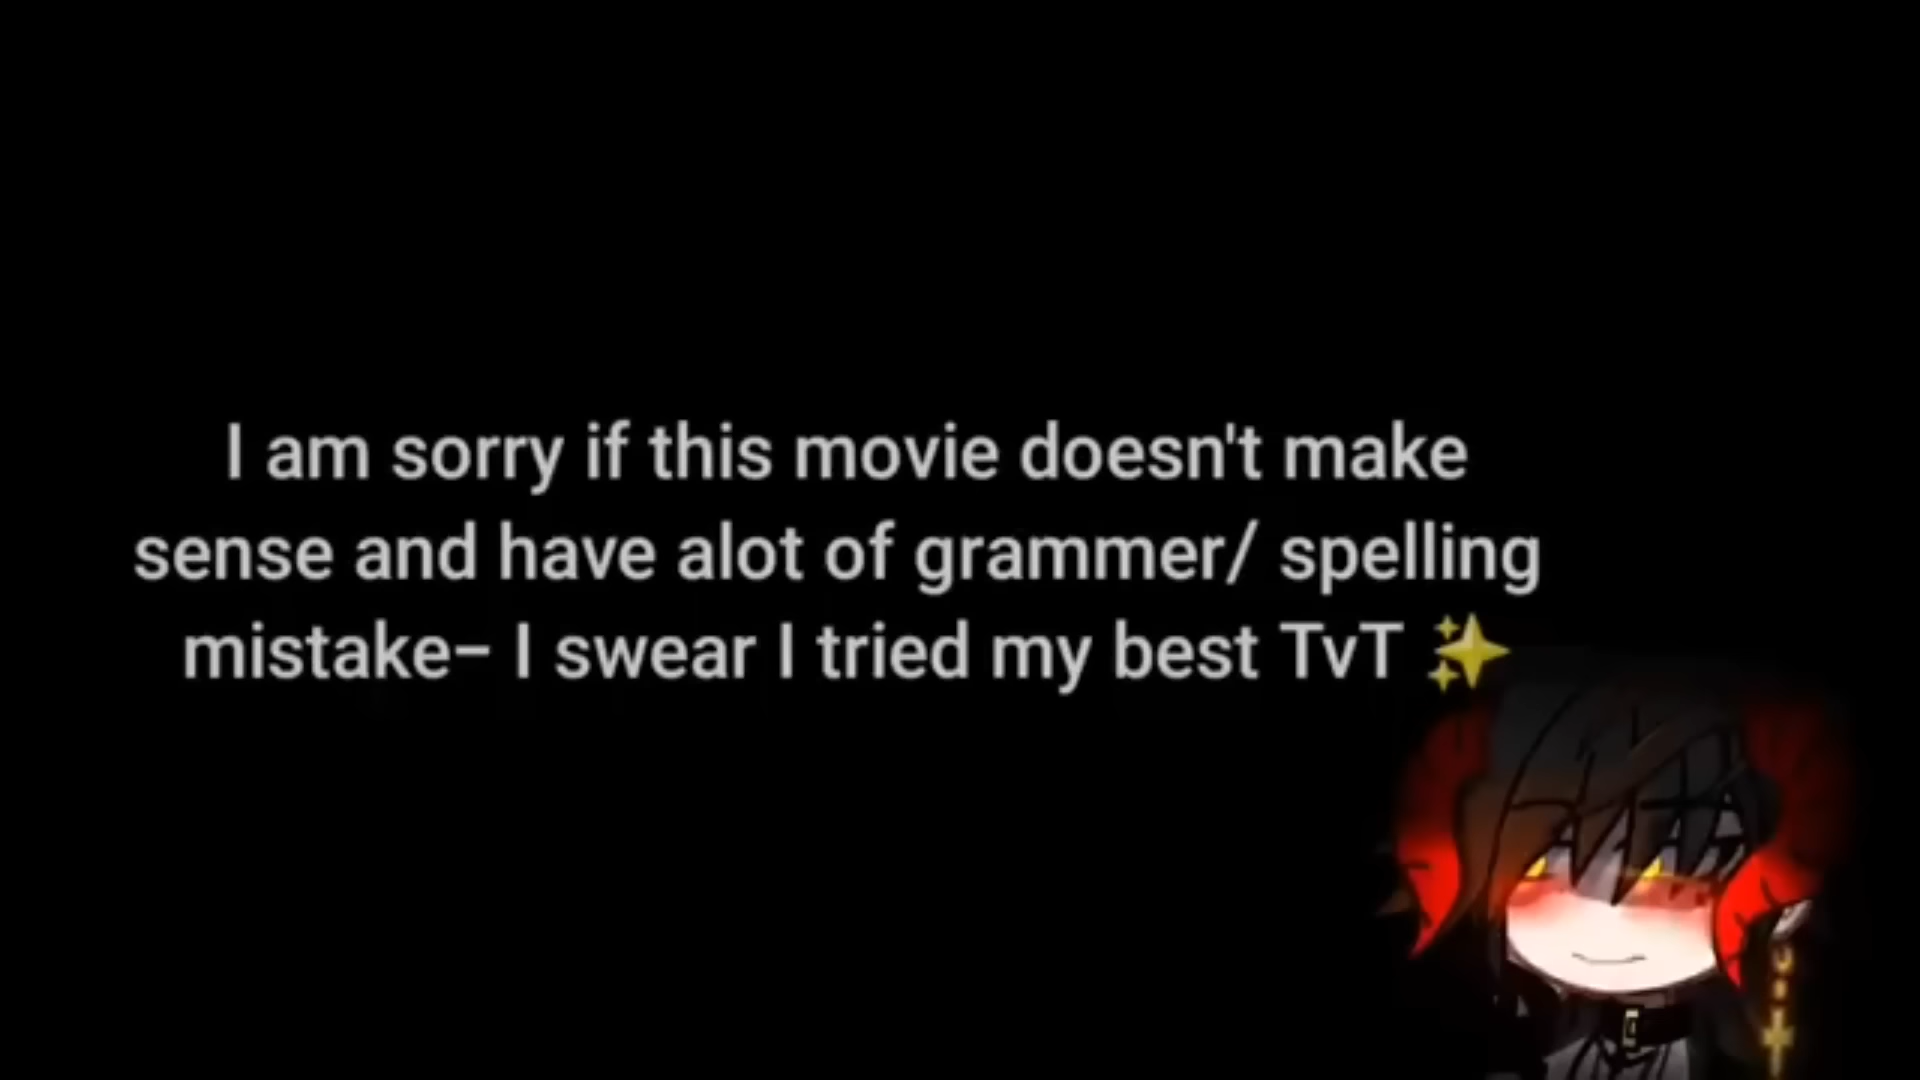 I am sorry if this movie doesn't make
sense and have alot of grammer/ spelling
mistake– I swear I tried my best TvT ✨